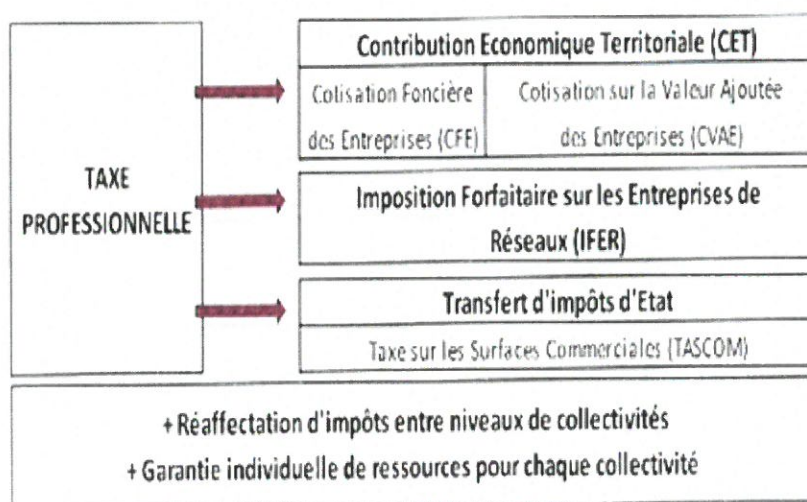 TAXE
PROFESSIONNELLE
Contribution Economique Territoriale (CET)
Cotisation Foncière
des Entreprises (CFE)
Cotisation sur la Valeur Ajoutée
des Entreprises (CVAE)
Imposition Forfaitaire sur les Entreprises de
Réseaux (IFER)
Transfert d'impôts d'Etat
Taxe sur les Surfaces Commerciales (TASCOM)
+ Réaffectation d'impôts entre niveaux de collectivités
+ Garantie individuelle de ressources pour chaque collectivité